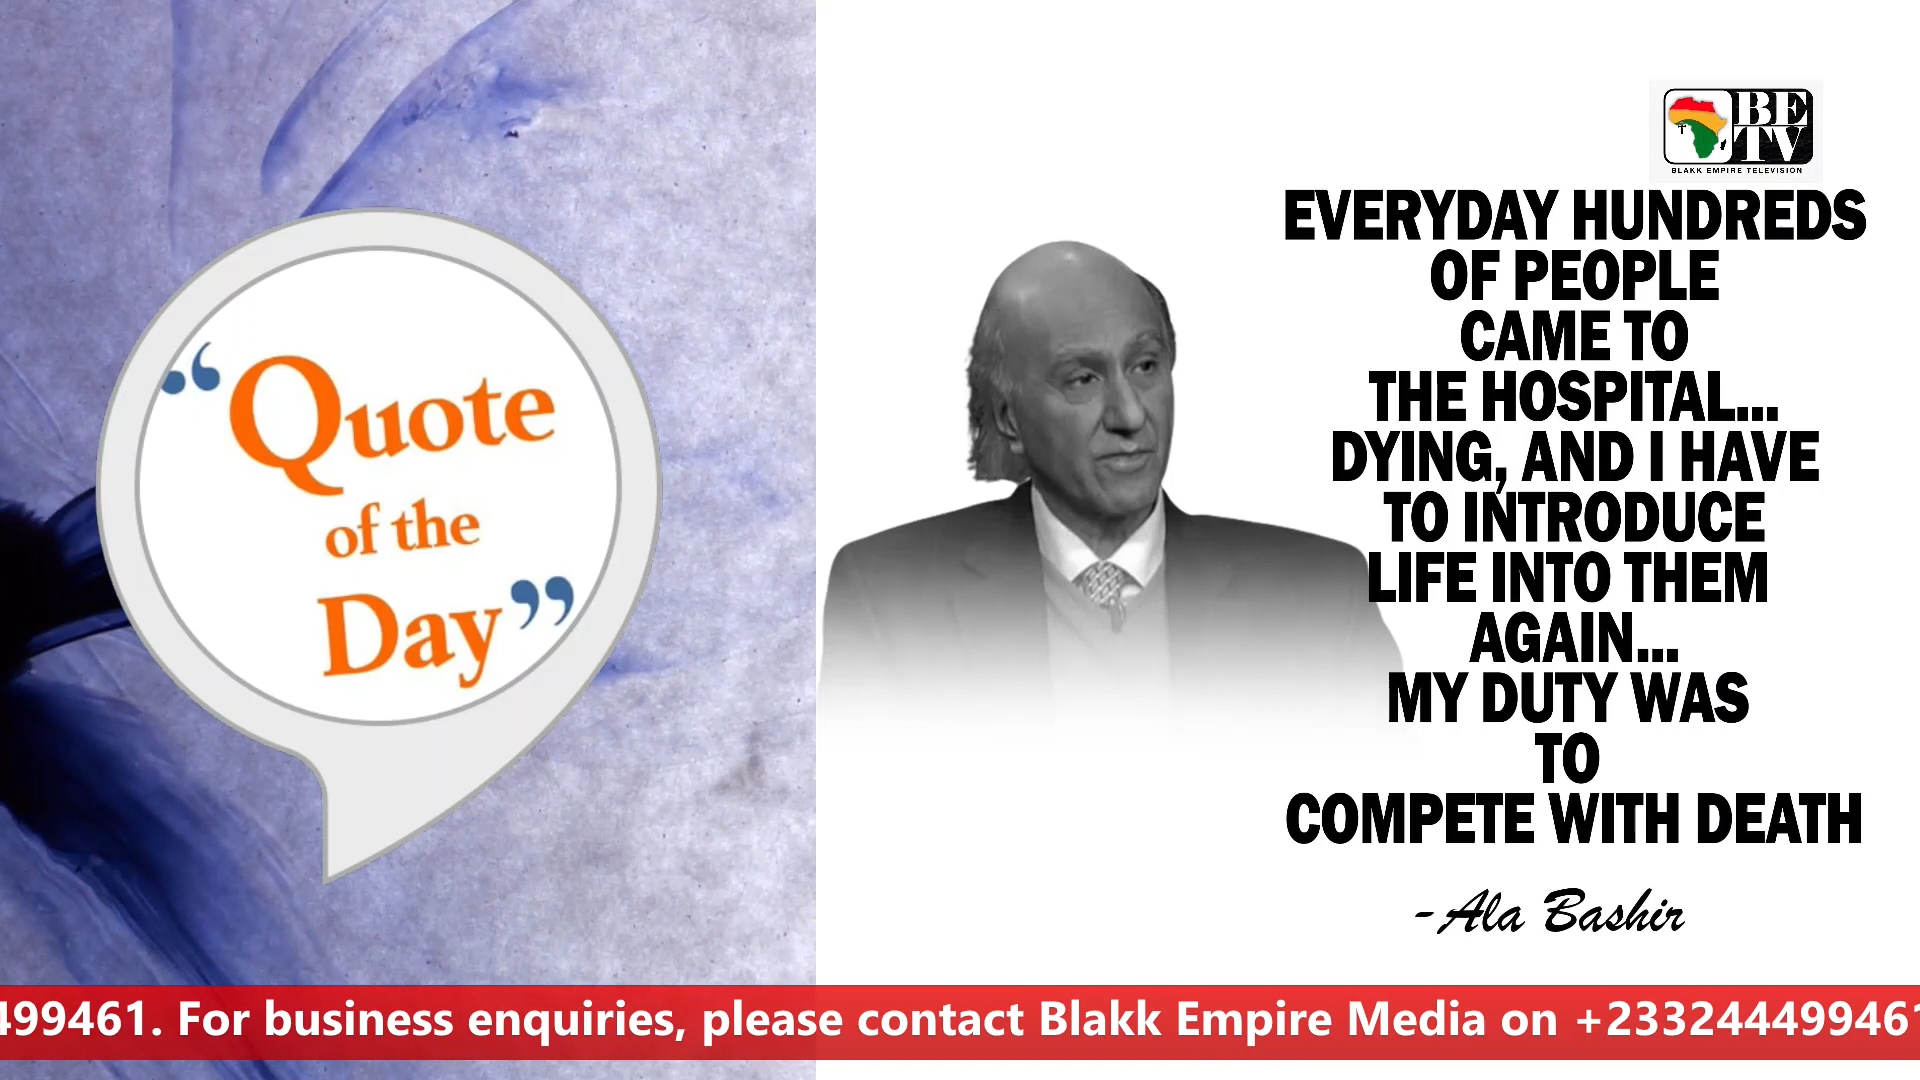 “Quote
of the
Day”
BE
TV
BLAKK EMPIRE TELEVISION
EVERYDAY HUNDREDS
OF PEOPLE
CAME TO
THE HOSPITAL...
DYING, AND I HAVE
TO INTRODUCE
LIFE INTO THEM
AGAIN...
MY DUTY WAS
TO
COMPETE WITH DEATH
-Ala Bashir
499461. For business enquiries, please contact Blakk Empire Media on +233244499461